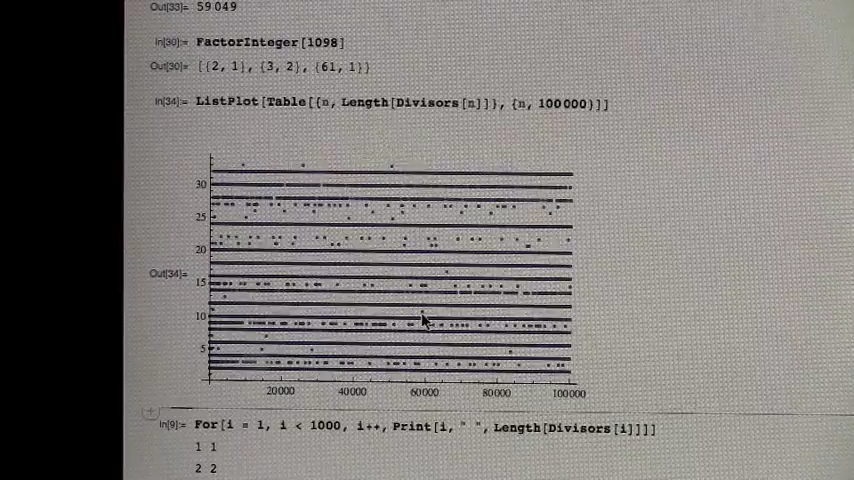 Out[33]= 59.049
In[30]:= FactorInteger[1098]
Out[30]= {{2, 1}, {3, 2}, {61, 1}}
In[34]:= ListPlot[Table[{n, Length[Divisors[n]]}, {n, 100000}]]
30
25
20
Out[34]=
15
10
5
20000 40000 60000 80000 100000
In[9]:= For[i = 1, i < 1000, i++, Print[i, " ", Length[Divisors[i]]]]
1 1
2 2